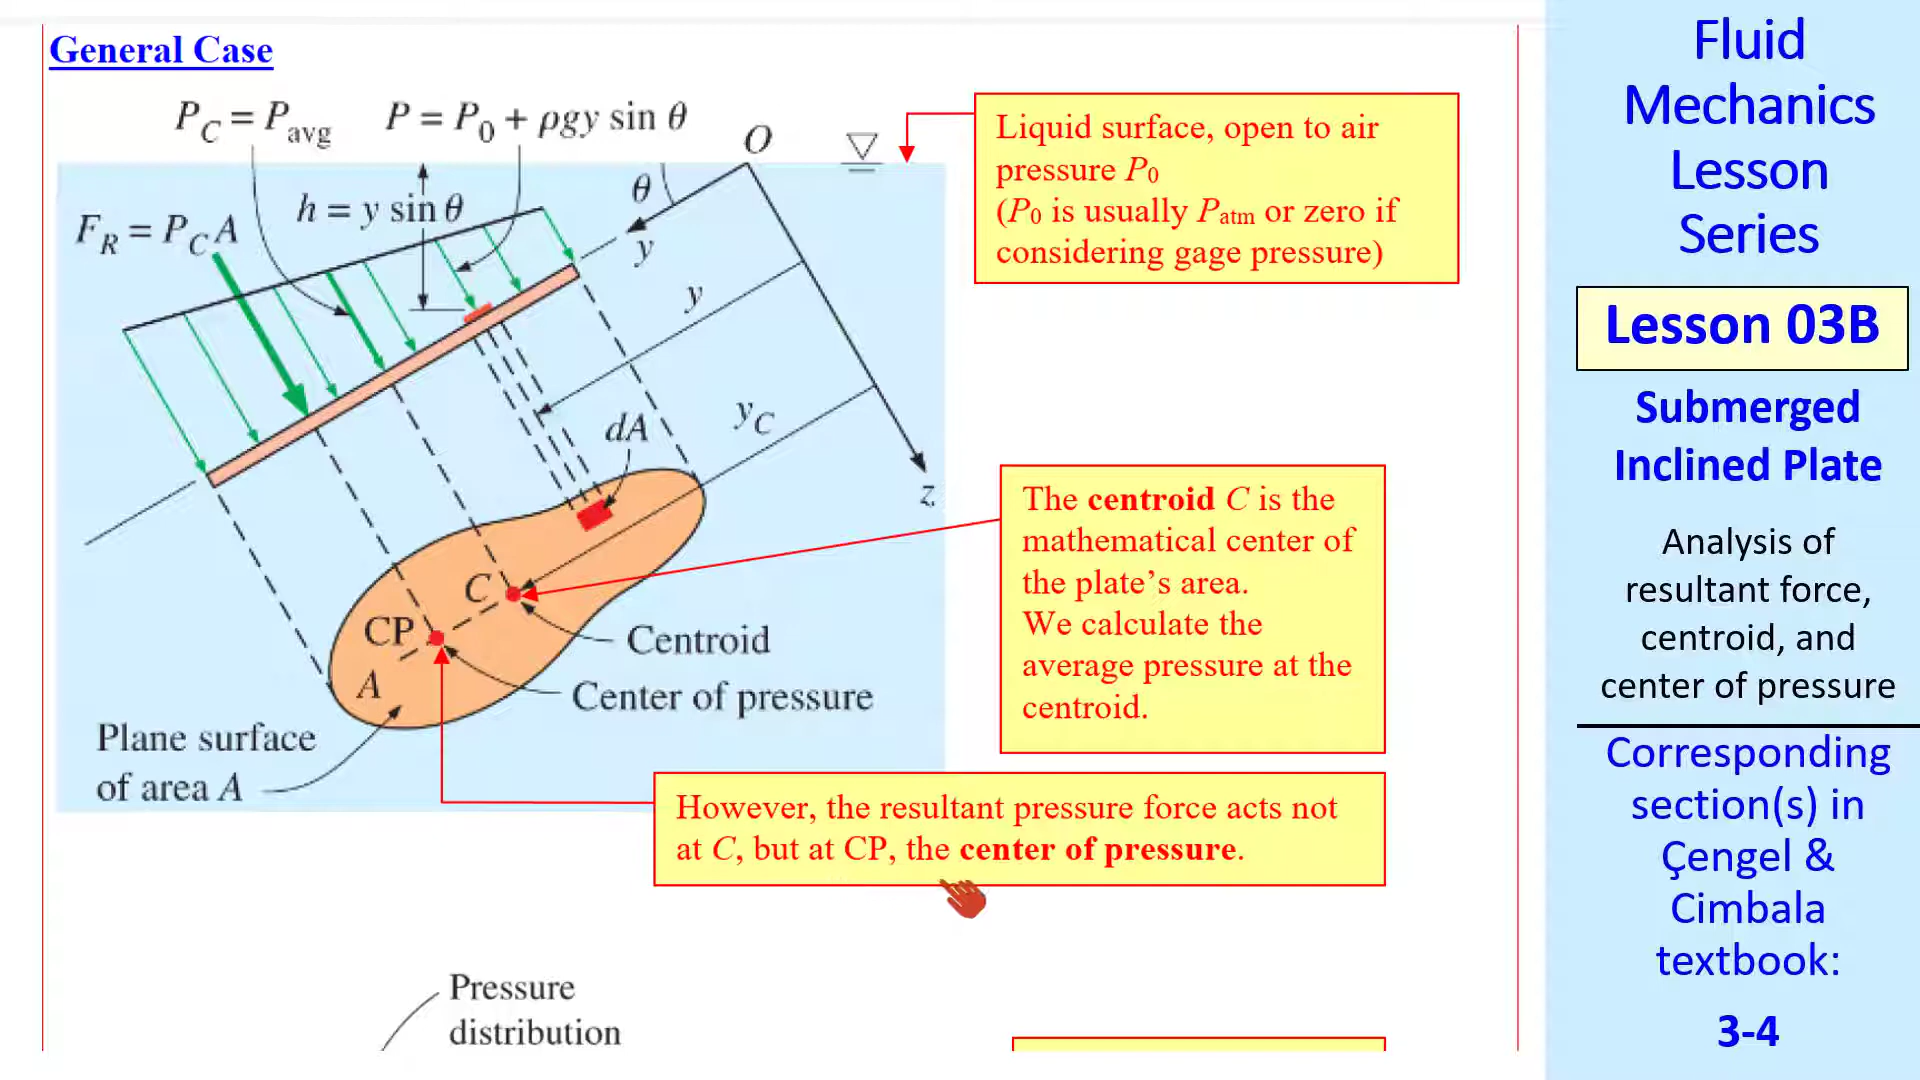 General Case
P_C = P_avg
P = P_0 + ρgy sin θ
O
h = y sin θ
θ
F_R = P_C A
y
y
y_C
dA
z
C
CP
Centroid
A
Center of pressure
Plane surface
of area A
Liquid surface, open to air
pressure P_0
(P_0 is usually P_atm or zero if
considering gage pressure)
The centroid C is the
mathematical center of
the plate's area.
We calculate the
average pressure at the
centroid.
However, the resultant pressure force acts not
at C, but at CP, the center of pressure.
Pressure
distribution
Fluid
Mechanics
Lesson
Series
Lesson 03B
Submerged
Inclined Plate
Analysis of
resultant force,
centroid, and
center of pressure
Corresponding
section(s) in
Çengel &
Cimbala
textbook:
3-4